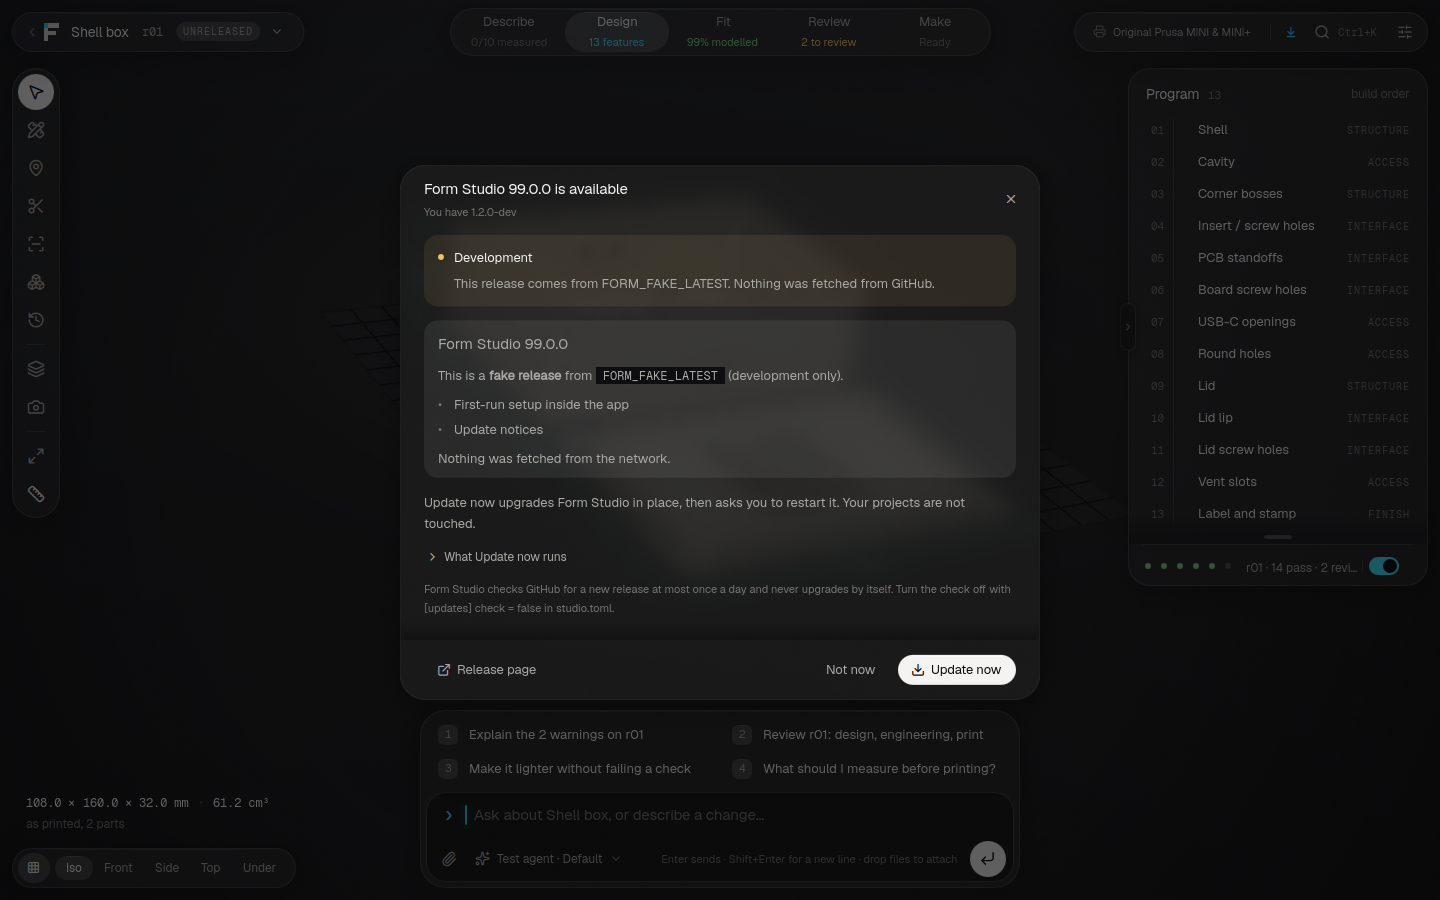 Shell box r01 UNRELEASED
Describe
0/10 measured
Design
13 features
Fit
99% modelled
Review
2 to review
Make
Ready
Original Prusa MINI & MINI+
Ctrl+K
Program 13 build order
01 Shell STRUCTURE
02 Cavity ACCESS
03 Corner bosses STRUCTURE
04 Insert / screw holes INTERFACE
05 PCB standoffs INTERFACE
06 Board screw holes INTERFACE
07 USB-C openings ACCESS
08 Round holes ACCESS
09 Lid STRUCTURE
10 Lid lip INTERFACE
11 Lid screw holes INTERFACE
12 Vent slots ACCESS
13 Label and stamp FINISH
r01 · 14 pass · 2 revi...
Form Studio 99.0.0 is available
You have 1.2.0-dev
Development
This release comes from FORM_FAKE_LATEST. Nothing was fetched from GitHub.
Form Studio 99.0.0
This is a fake release from FORM_FAKE_LATEST (development only).
• First-run setup inside the app
• Update notices
Nothing was fetched from the network.
Update now upgrades Form Studio in place, then asks you to restart it. Your projects are not
touched.
What Update now runs
Form Studio checks GitHub for a new release at most once a day and never upgrades by itself. Turn the check off with
[updates] check = false in studio.toml.
Release page
Not now
Update now
1 Explain the 2 warnings on r01
2 Review r01: design, engineering, print
3 Make it lighter without failing a check
4 What should I measure before printing?
Ask about Shell box, or describe a change...
Test agent · Default
Enter sends · Shift+Enter for a new line · drop files to attach
108.0 × 160.0 × 32.0 mm · 61.2 cm³
as printed, 2 parts
Iso Front Side Top Under